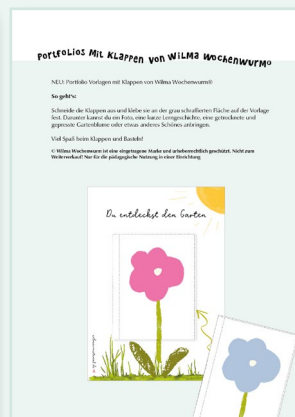 Portfolios mit Klappen von Wilma Wochenwurm®
NEU: Portfolio Vorlagen mit Klappen von Wilma Wochenwurm®
So geht's:
Schneide die Klappen aus und klebe sie an der grau schraffierten Fläche auf der Vorlage
fest. Darunter kannst du ein Foto, eine kurze Lerngeschichte, eine getrocknete und
gepresste Gartenblume oder etwas anderes Schönes anbringen.
Viel Spaß beim Klappen und Basteln!
© Wilma Wochenwurm ist eine eingetragene Marke und urheberrechtlich geschützt. Nicht zum
Weiterverkauf! Nur für die pädagogische Nutzung in einer Einrichtung
Du entdeckst den Garten